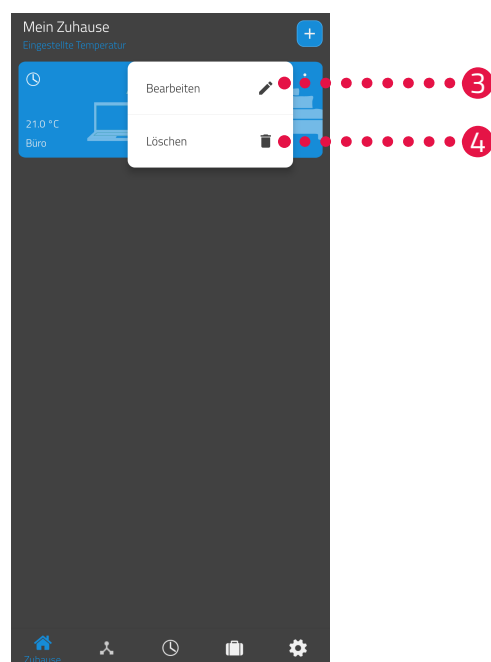 Mein Zuhause
Eingestellte Temperatur
+
Bearbeiten
3
21.0 °C
Löschen
4
Büro
Zuhause